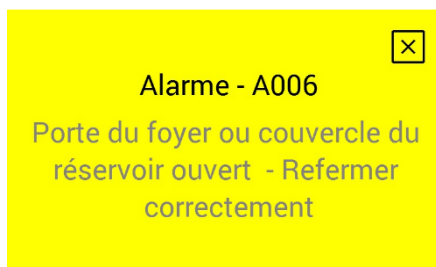 Alarme - A006
Porte du foyer ou couvercle du
réservoir ouvert  - Refermer
correctement